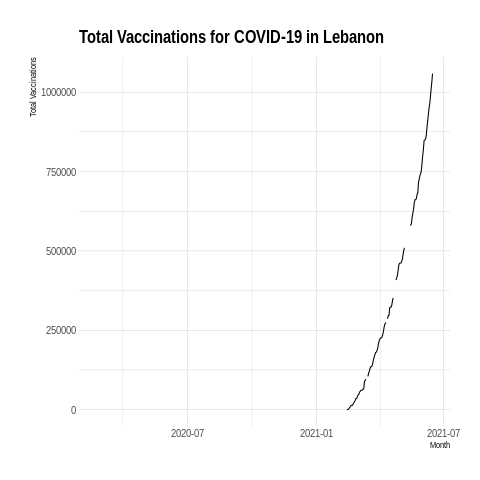 Total Vaccinations for COVID-19 in Lebanon
Total Vaccinations
1000000
750000
500000
250000
0
2020-07
2021-01
2021-07
Month